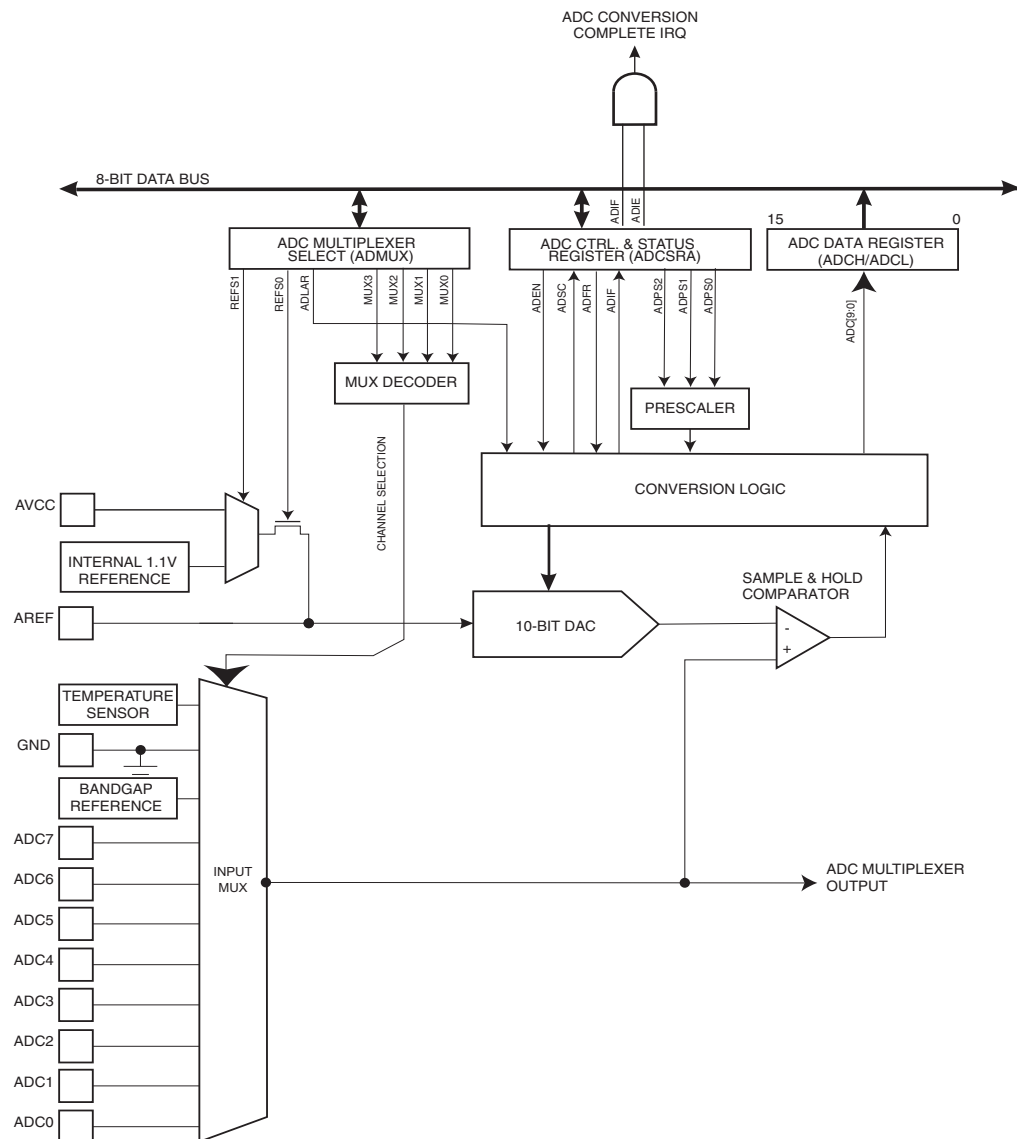 ADC CONVERSION
COMPLETE IRQ
8-BIT DATA BUS
ADIF
ADIE
15
0
ADC MULTIPLEXER
SELECT (ADMUX)
ADC CTRL. & STATUS
REGISTER (ADCSRA)
ADC DATA REGISTER
(ADCH/ADCL)
REFS1
REFS0
ADLAR
MUX3
MUX2
MUX1
MUX0
ADEN
ADSC
ADFR
ADIF
ADPS2
ADPS1
ADPS0
ADC[9:0]
MUX DECODER
PRESCALER
CHANNEL SELECTION
CONVERSION LOGIC
AVCC
INTERNAL 1.1V
REFERENCE
SAMPLE & HOLD
COMPARATOR
AREF
10-BIT DAC
-
+
TEMPERATURE
SENSOR
GND
BANDGAP
REFERENCE
ADC7
ADC6
ADC5
ADC4
ADC3
ADC2
ADC1
ADC0
INPUT
MUX
ADC MULTIPLEXER
OUTPUT